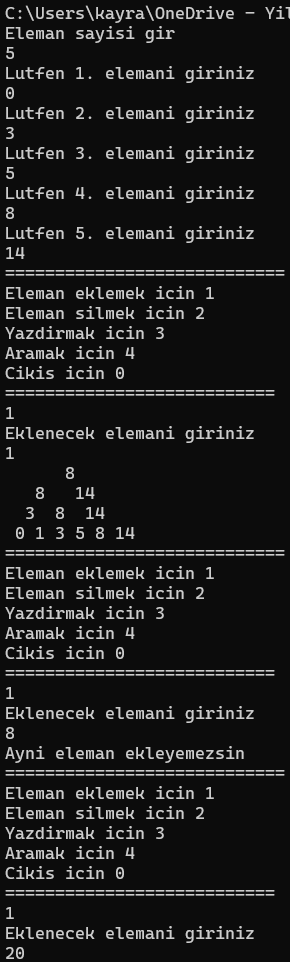 C:\Users\kayra\OneDrive - Yil
Eleman sayisi gir
5
Lutfen 1. elemani giriniz
0
Lutfen 2. elemani giriniz
3
Lutfen 3. elemani giriniz
5
Lutfen 4. elemani giriniz
8
Lutfen 5. elemani giriniz
14
============================
Eleman eklemek icin 1
Eleman silmek icin 2
Yazdirmak icin 3
Aramak icin 4
Cikis icin 0
===========================
1
Eklenecek elemani giriniz
1
      8
   8   14
  3  8  14
 0 1 3 5 8 14
============================
Eleman eklemek icin 1
Eleman silmek icin 2
Yazdirmak icin 3
Aramak icin 4
Cikis icin 0
===========================
1
Eklenecek elemani giriniz
8
Ayni eleman ekleyemezsin
============================
Eleman eklemek icin 1
Eleman silmek icin 2
Yazdirmak icin 3
Aramak icin 4
Cikis icin 0
===========================
1
Eklenecek elemani giriniz
20